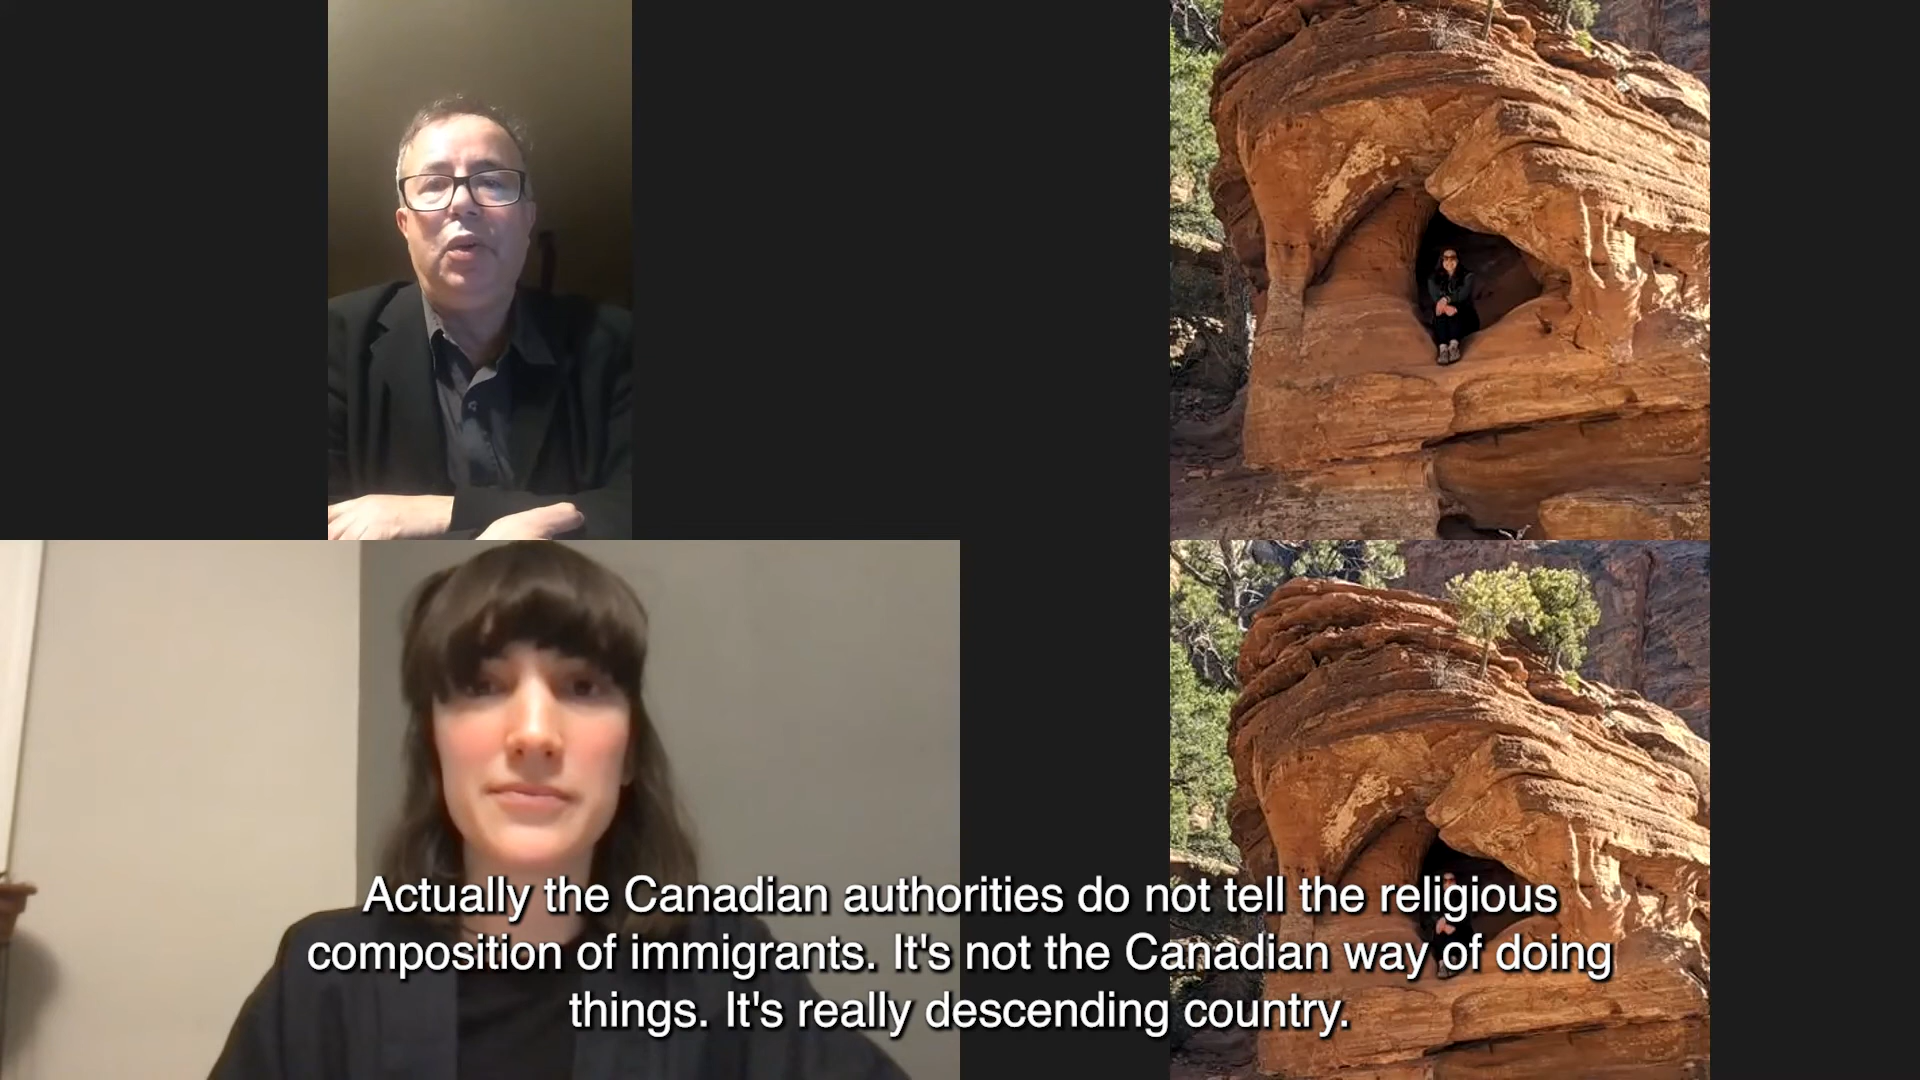 Actually the Canadian authorities do not tell the religious
composition of immigrants. It's not the Canadian way of doing
things. It's really descending country.